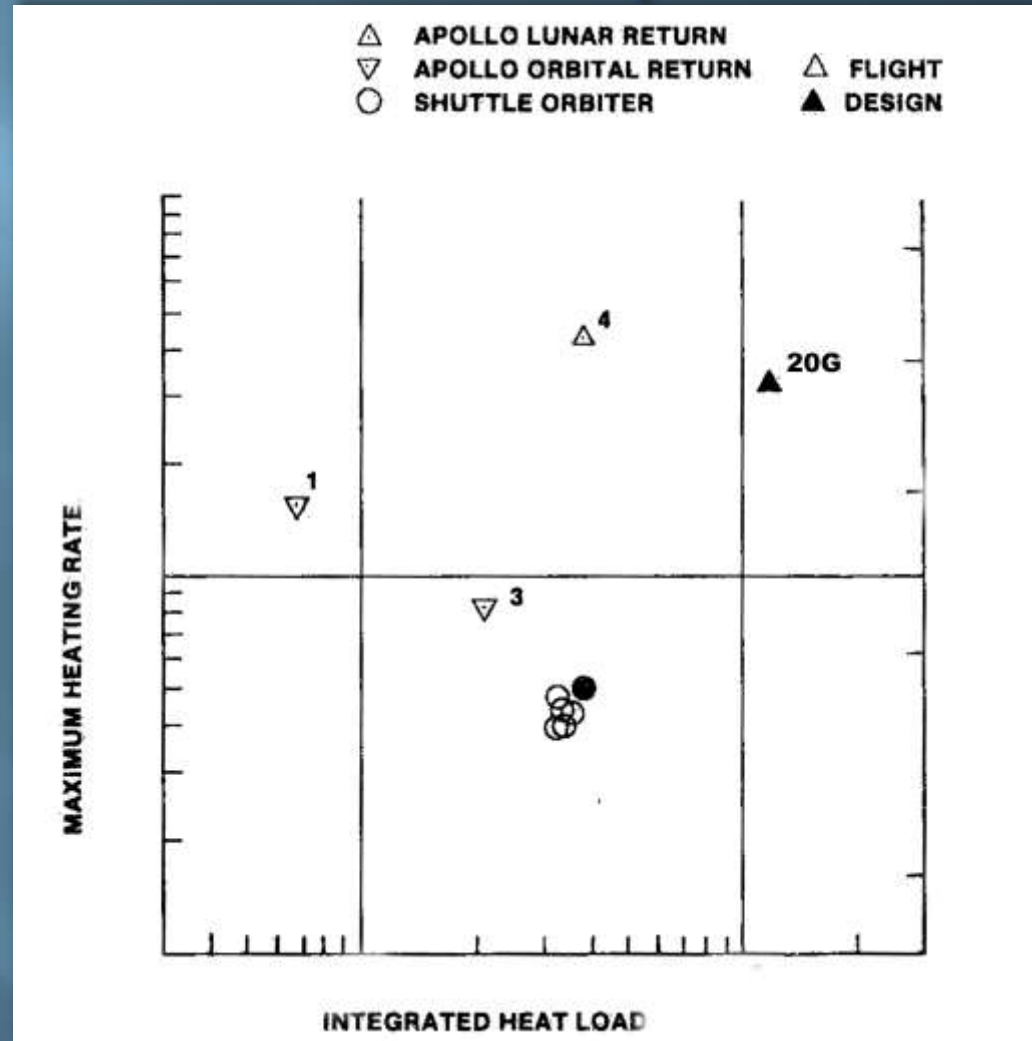 APOLLO LUNAR RETURN
APOLLO ORBITAL RETURN
FLIGHT
SHUTTLE ORBITER
DESIGN
4
20G
1
3
MAXIMUM HEATING RATE
INTEGRATED HEAT LOAD